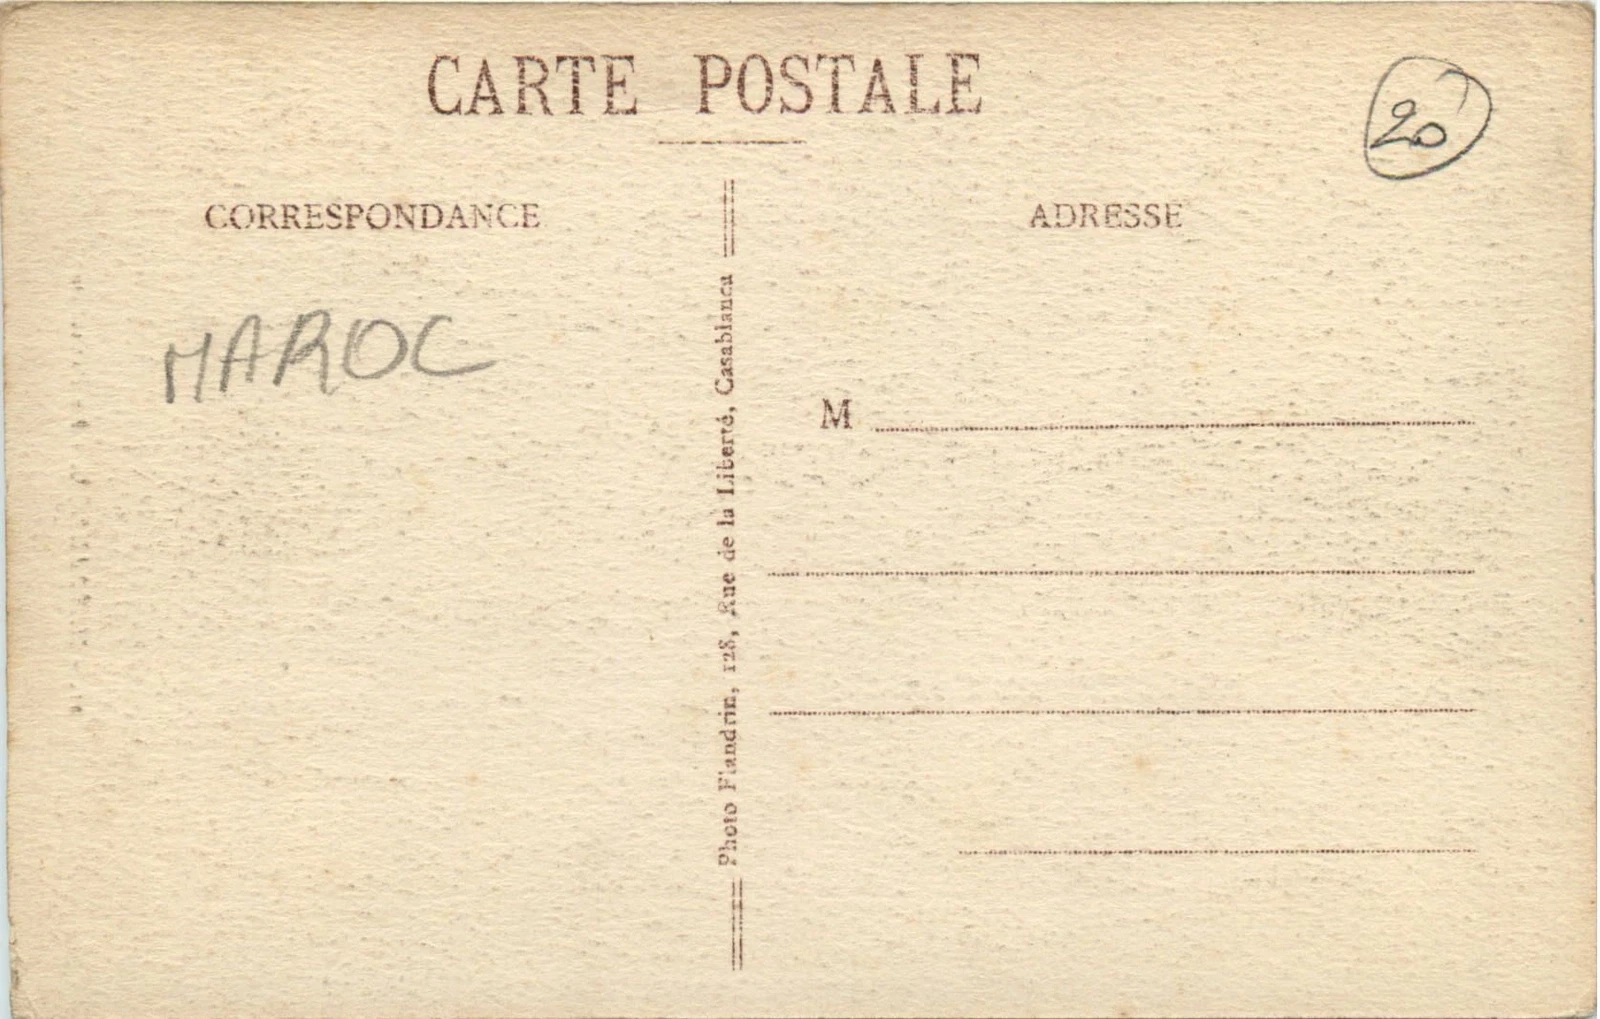 CARTE POSTALE
20
CORRESPONDANCE
ADRESSE
MAROC
M
Photo Flandrin, 128, Rue de la Liberté, Casablanca